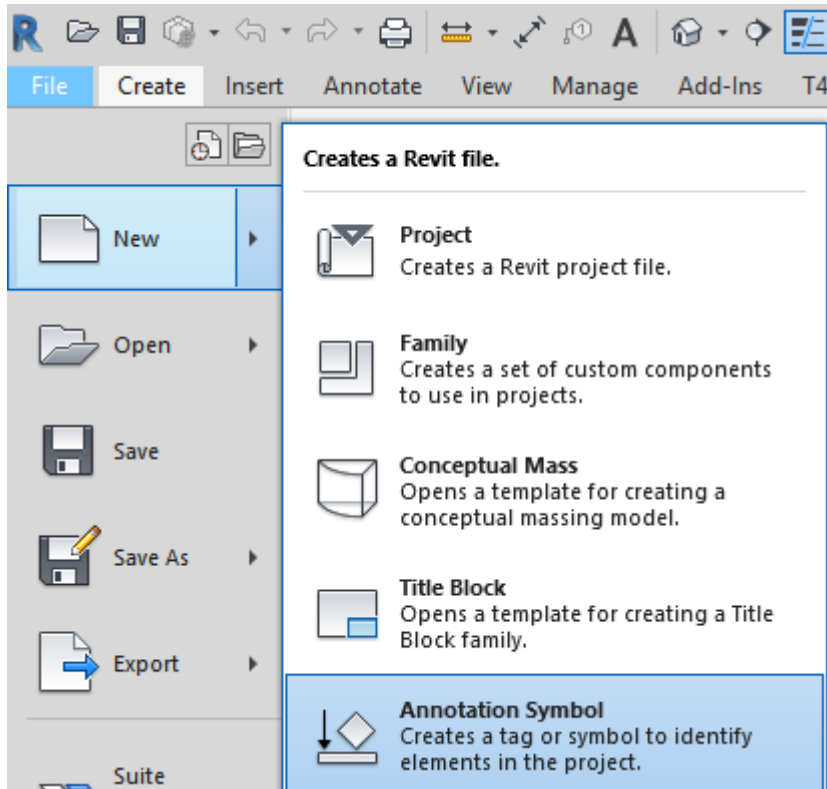 File Create Insert Annotate View Manage Add-Ins T4
Creates a Revit file.
New
Project
Creates a Revit project file.
Open
Family
Creates a set of custom components
to use in projects.
Save
Conceptual Mass
Opens a template for creating a
conceptual massing model.
Save As
Title Block
Opens a template for creating a Title
Block family.
Export
Annotation Symbol
Creates a tag or symbol to identify
elements in the project.
Suite